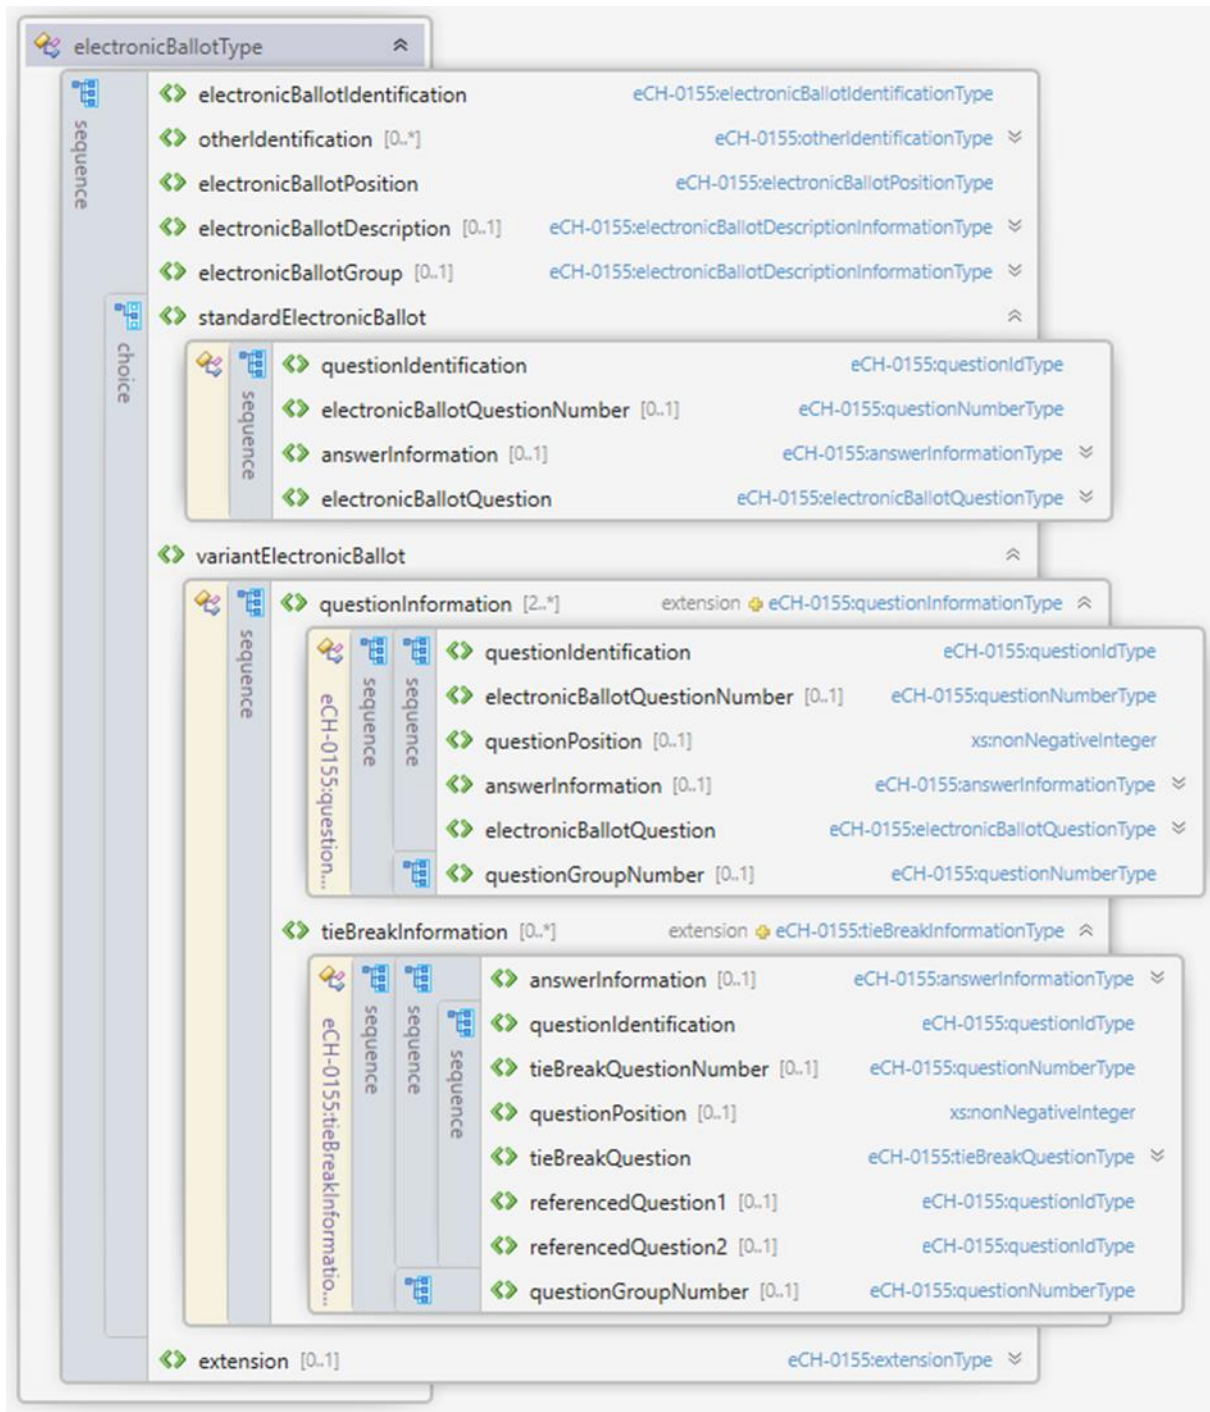 electronicBallotType
sequence
electronicBallotIdentification eCH-0155:electronicBallotIdentificationType
otherIdentification [0..*] eCH-0155:otherIdentificationType
electronicBallotPosition eCH-0155:electronicBallotPositionType
electronicBallotDescription [0..1] eCH-0155:electronicBallotDescriptionInformationType
electronicBallotGroup [0..1] eCH-0155:electronicBallotDescriptionInformationType
choice
standardElectronicBallot
sequence
questionIdentification eCH-0155:questionIdType
electronicBallotQuestionNumber [0..1] eCH-0155:questionNumberType
answerInformation [0..1] eCH-0155:answerInformationType
electronicBallotQuestion eCH-0155:electronicBallotQuestionType
variantElectronicBallot
sequence
questionInformation [2..*] extension eCH-0155:questionInformationType
eCH-0155:question...
sequence
sequence
questionIdentification eCH-0155:questionIdType
electronicBallotQuestionNumber [0..1] eCH-0155:questionNumberType
questionPosition [0..1] xs:nonNegativeInteger
answerInformation [0..1] eCH-0155:answerInformationType
electronicBallotQuestion eCH-0155:electronicBallotQuestionType
questionGroupNumber [0..1] eCH-0155:questionNumberType
tieBreakInformation [0..*] extension eCH-0155:tieBreakInformationType
eCH-0155:tieBreakInformatio...
sequence
sequence
sequence
answerInformation [0..1] eCH-0155:answerInformationType
questionIdentification eCH-0155:questionIdType
tieBreakQuestionNumber [0..1] eCH-0155:questionNumberType
questionPosition [0..1] xs:nonNegativeInteger
tieBreakQuestion eCH-0155:tieBreakQuestionType
referencedQuestion1 [0..1] eCH-0155:questionIdType
referencedQuestion2 [0..1] eCH-0155:questionIdType
questionGroupNumber [0..1] eCH-0155:questionNumberType
extension [0..1] eCH-0155:extensionType